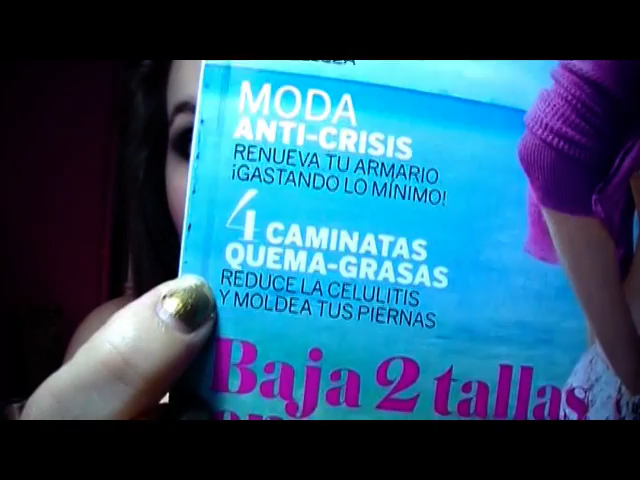 MODA
ANTI-CRISIS
RENUEVA TU ARMARIO
¡GASTANDO LO MÍNIMO!
4 CAMINATAS
QUEMA-GRASAS
REDUCE LA CELULITIS
Y MOLDEA TUS PIERNAS
Baja 2 tallas